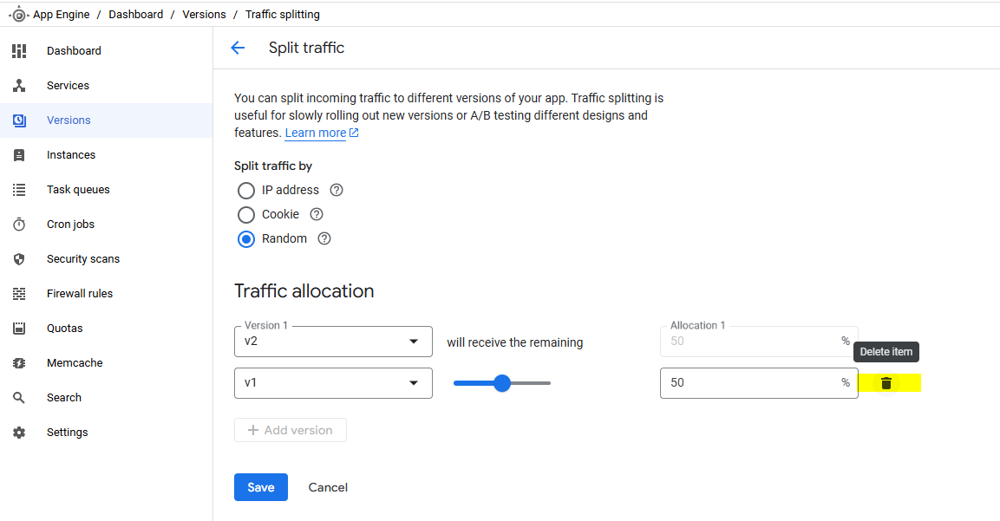 App Engine / Dashboard / Versions / Traffic splitting
Dashboard
Services
Versions
Instances
Task queues
Cron jobs
Security scans
Firewall rules
Quotas
Memcache
Search
Settings
Split traffic
You can split incoming traffic to different versions of your app. Traffic splitting is
useful for slowly rolling out new versions or A/B testing different designs and
features. Learn more
Split traffic by
IP address
Cookie
Random
Traffic allocation
Version 1
v2
will receive the remaining
Allocation 1
50 %
Delete item
v1
50 %
+ Add version
Save
Cancel